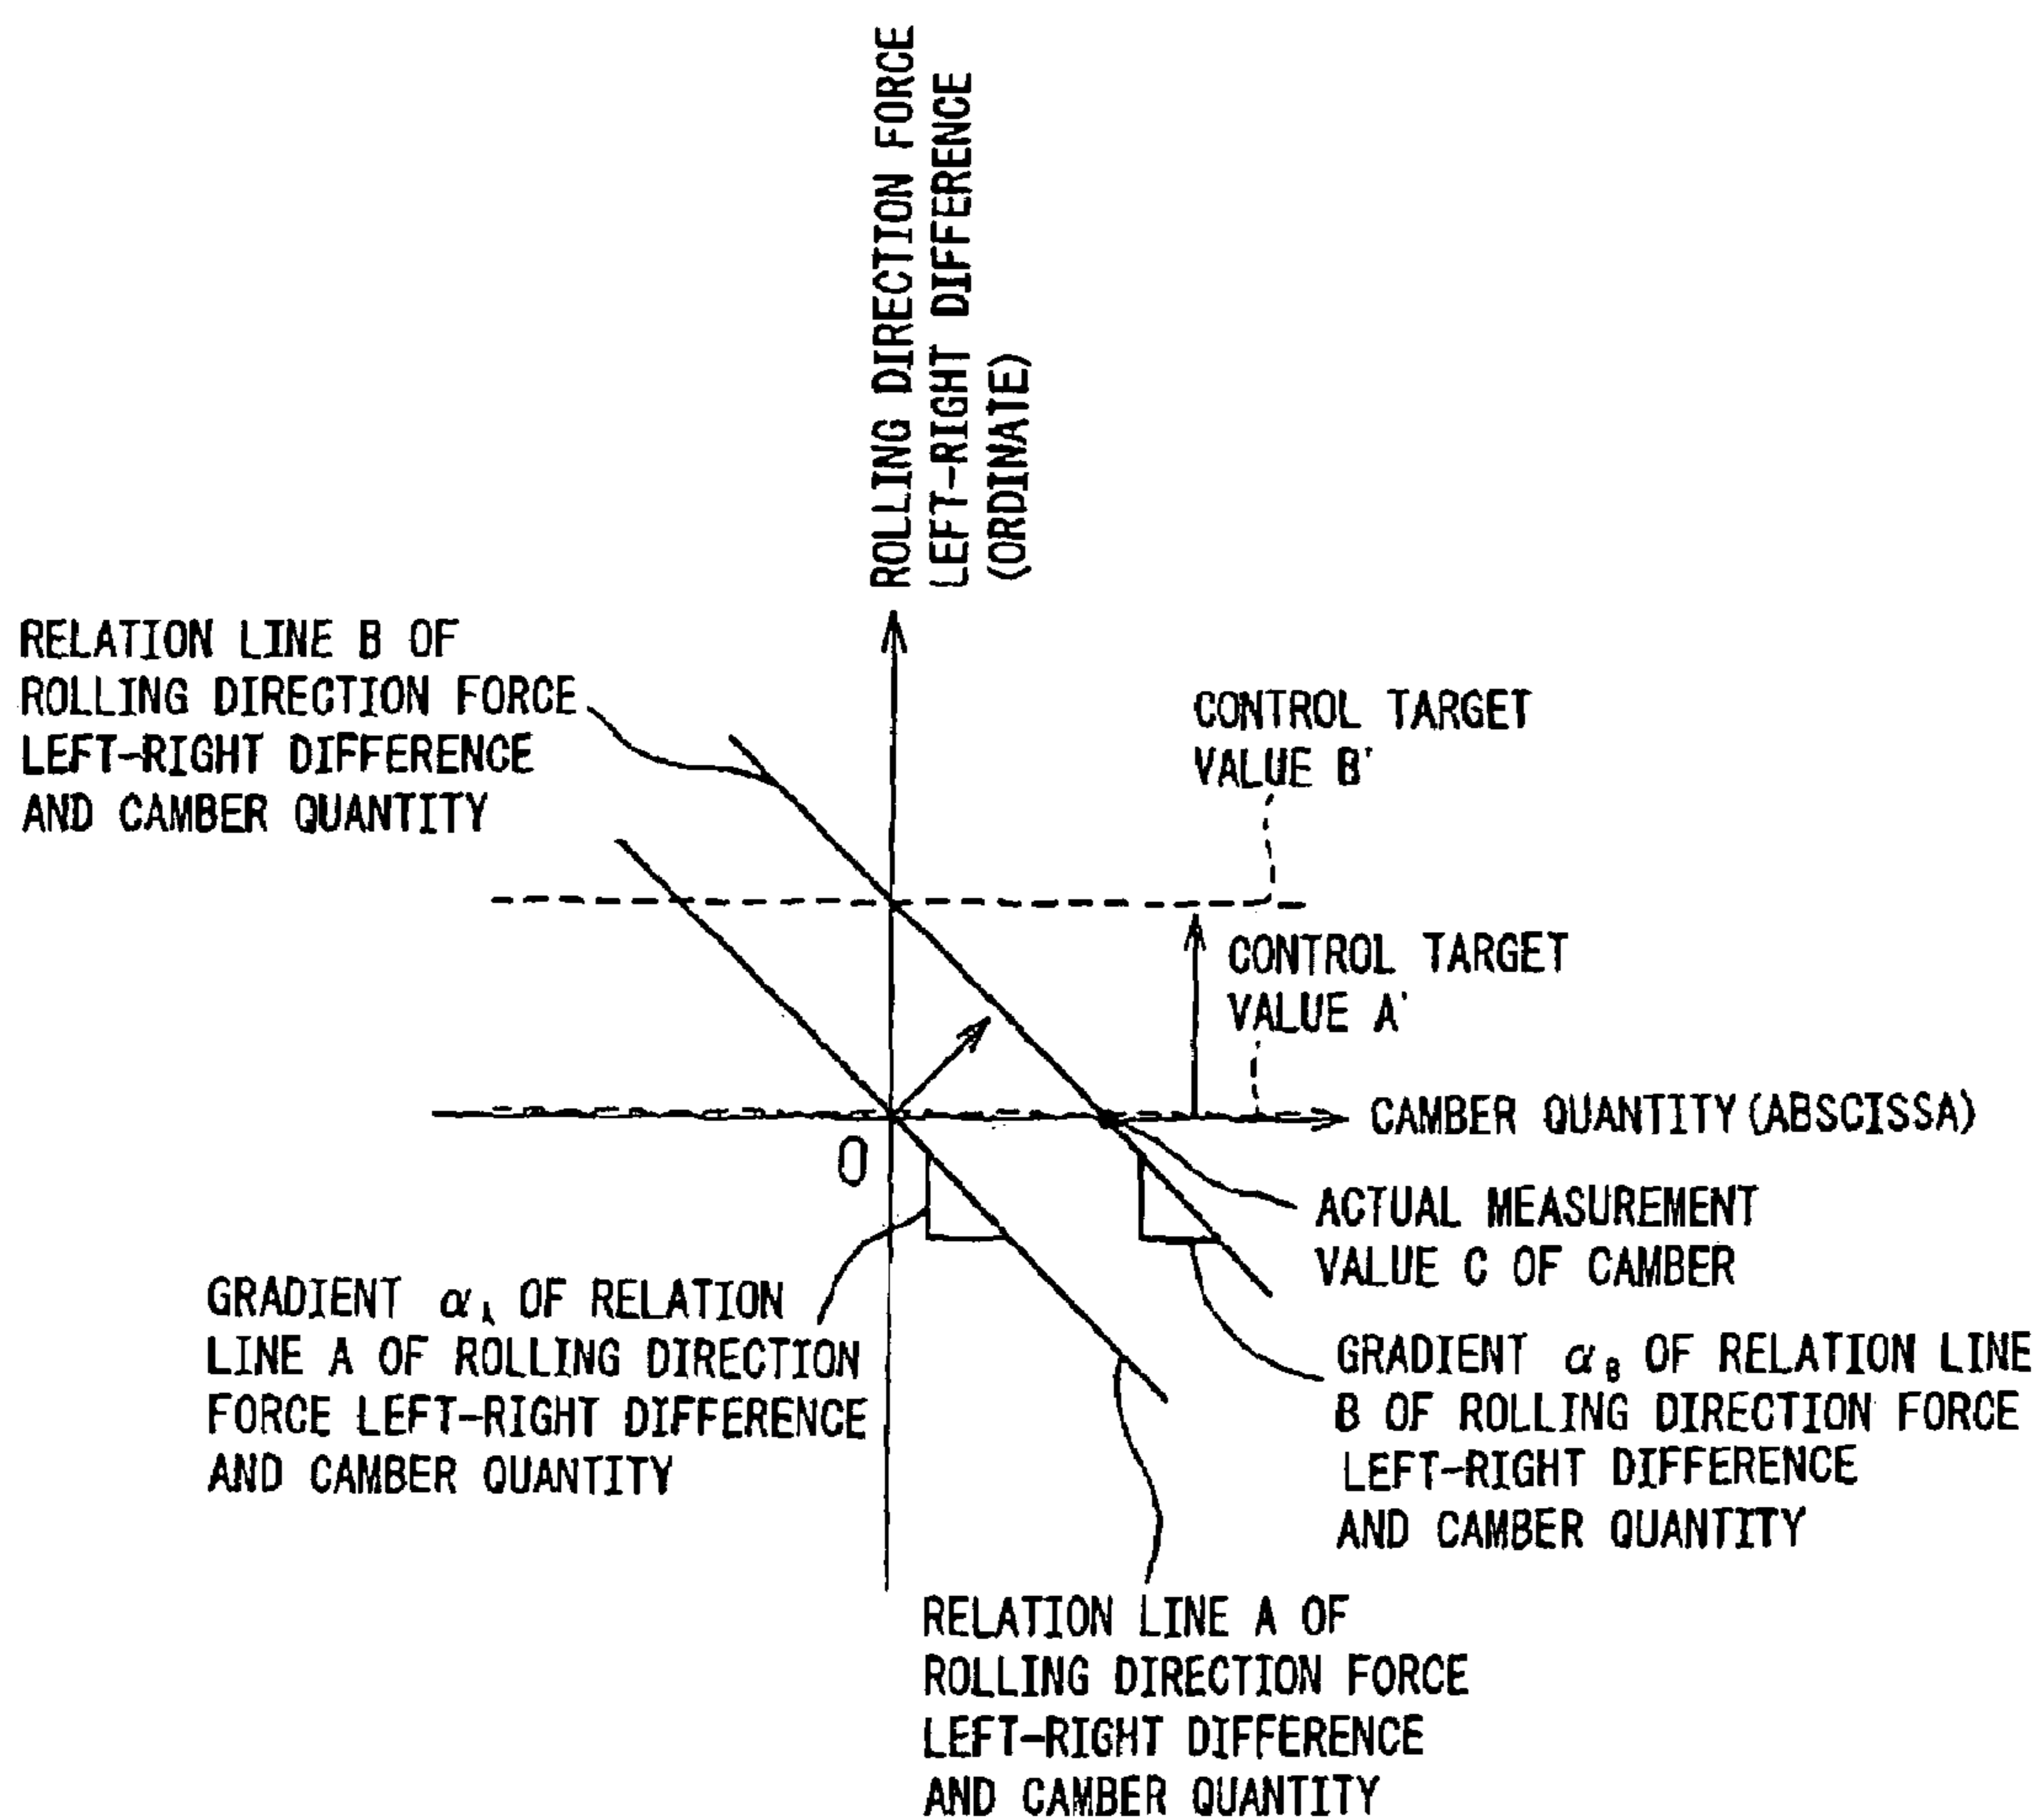 ROLLING DIRECTION FORCE
LEFT-RIGHT DIFFERENCE
(ORDINATE)
RELATION LINE B OF
ROLLING DIRECTION FORCE
LEFT-RIGHT DIFFERENCE
AND CAMBER QUANTITY
CONTROL TARGET
VALUE B'
CONTROL TARGET
VALUE A'
CAMBER QUANTITY (ABSCISSA)
O
ACTUAL MEASUREMENT
VALUE C OF CAMBER
GRADIENT αA OF RELATION
LINE A OF ROLLING DIRECTION
FORCE LEFT-RIGHT DIFFERENCE
AND CAMBER QUANTITY
GRADIENT αB OF RELATION LINE
B OF ROLLING DIRECTION FORCE
LEFT-RIGHT DIFFERENCE
AND CAMBER QUANTITY
RELATION LINE A OF
ROLLING DIRECTION FORCE
LEFT-RIGHT DIFFERENCE
AND CAMBER QUANTITY